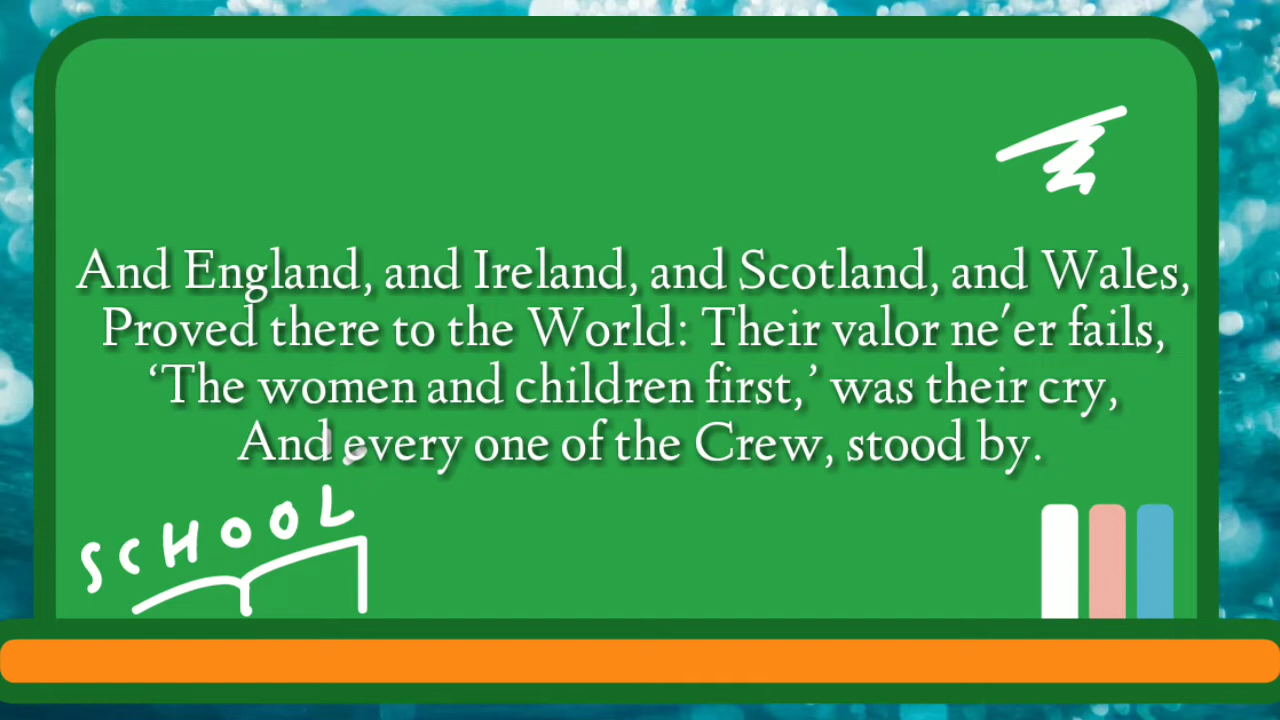 And England, and Ireland, and Scotland, and Wales,
Proved there to the World: Their valor ne'er fails,
‘The women and children first,’ was their cry,
And every one of the Crew, stood by.
SCHOOL